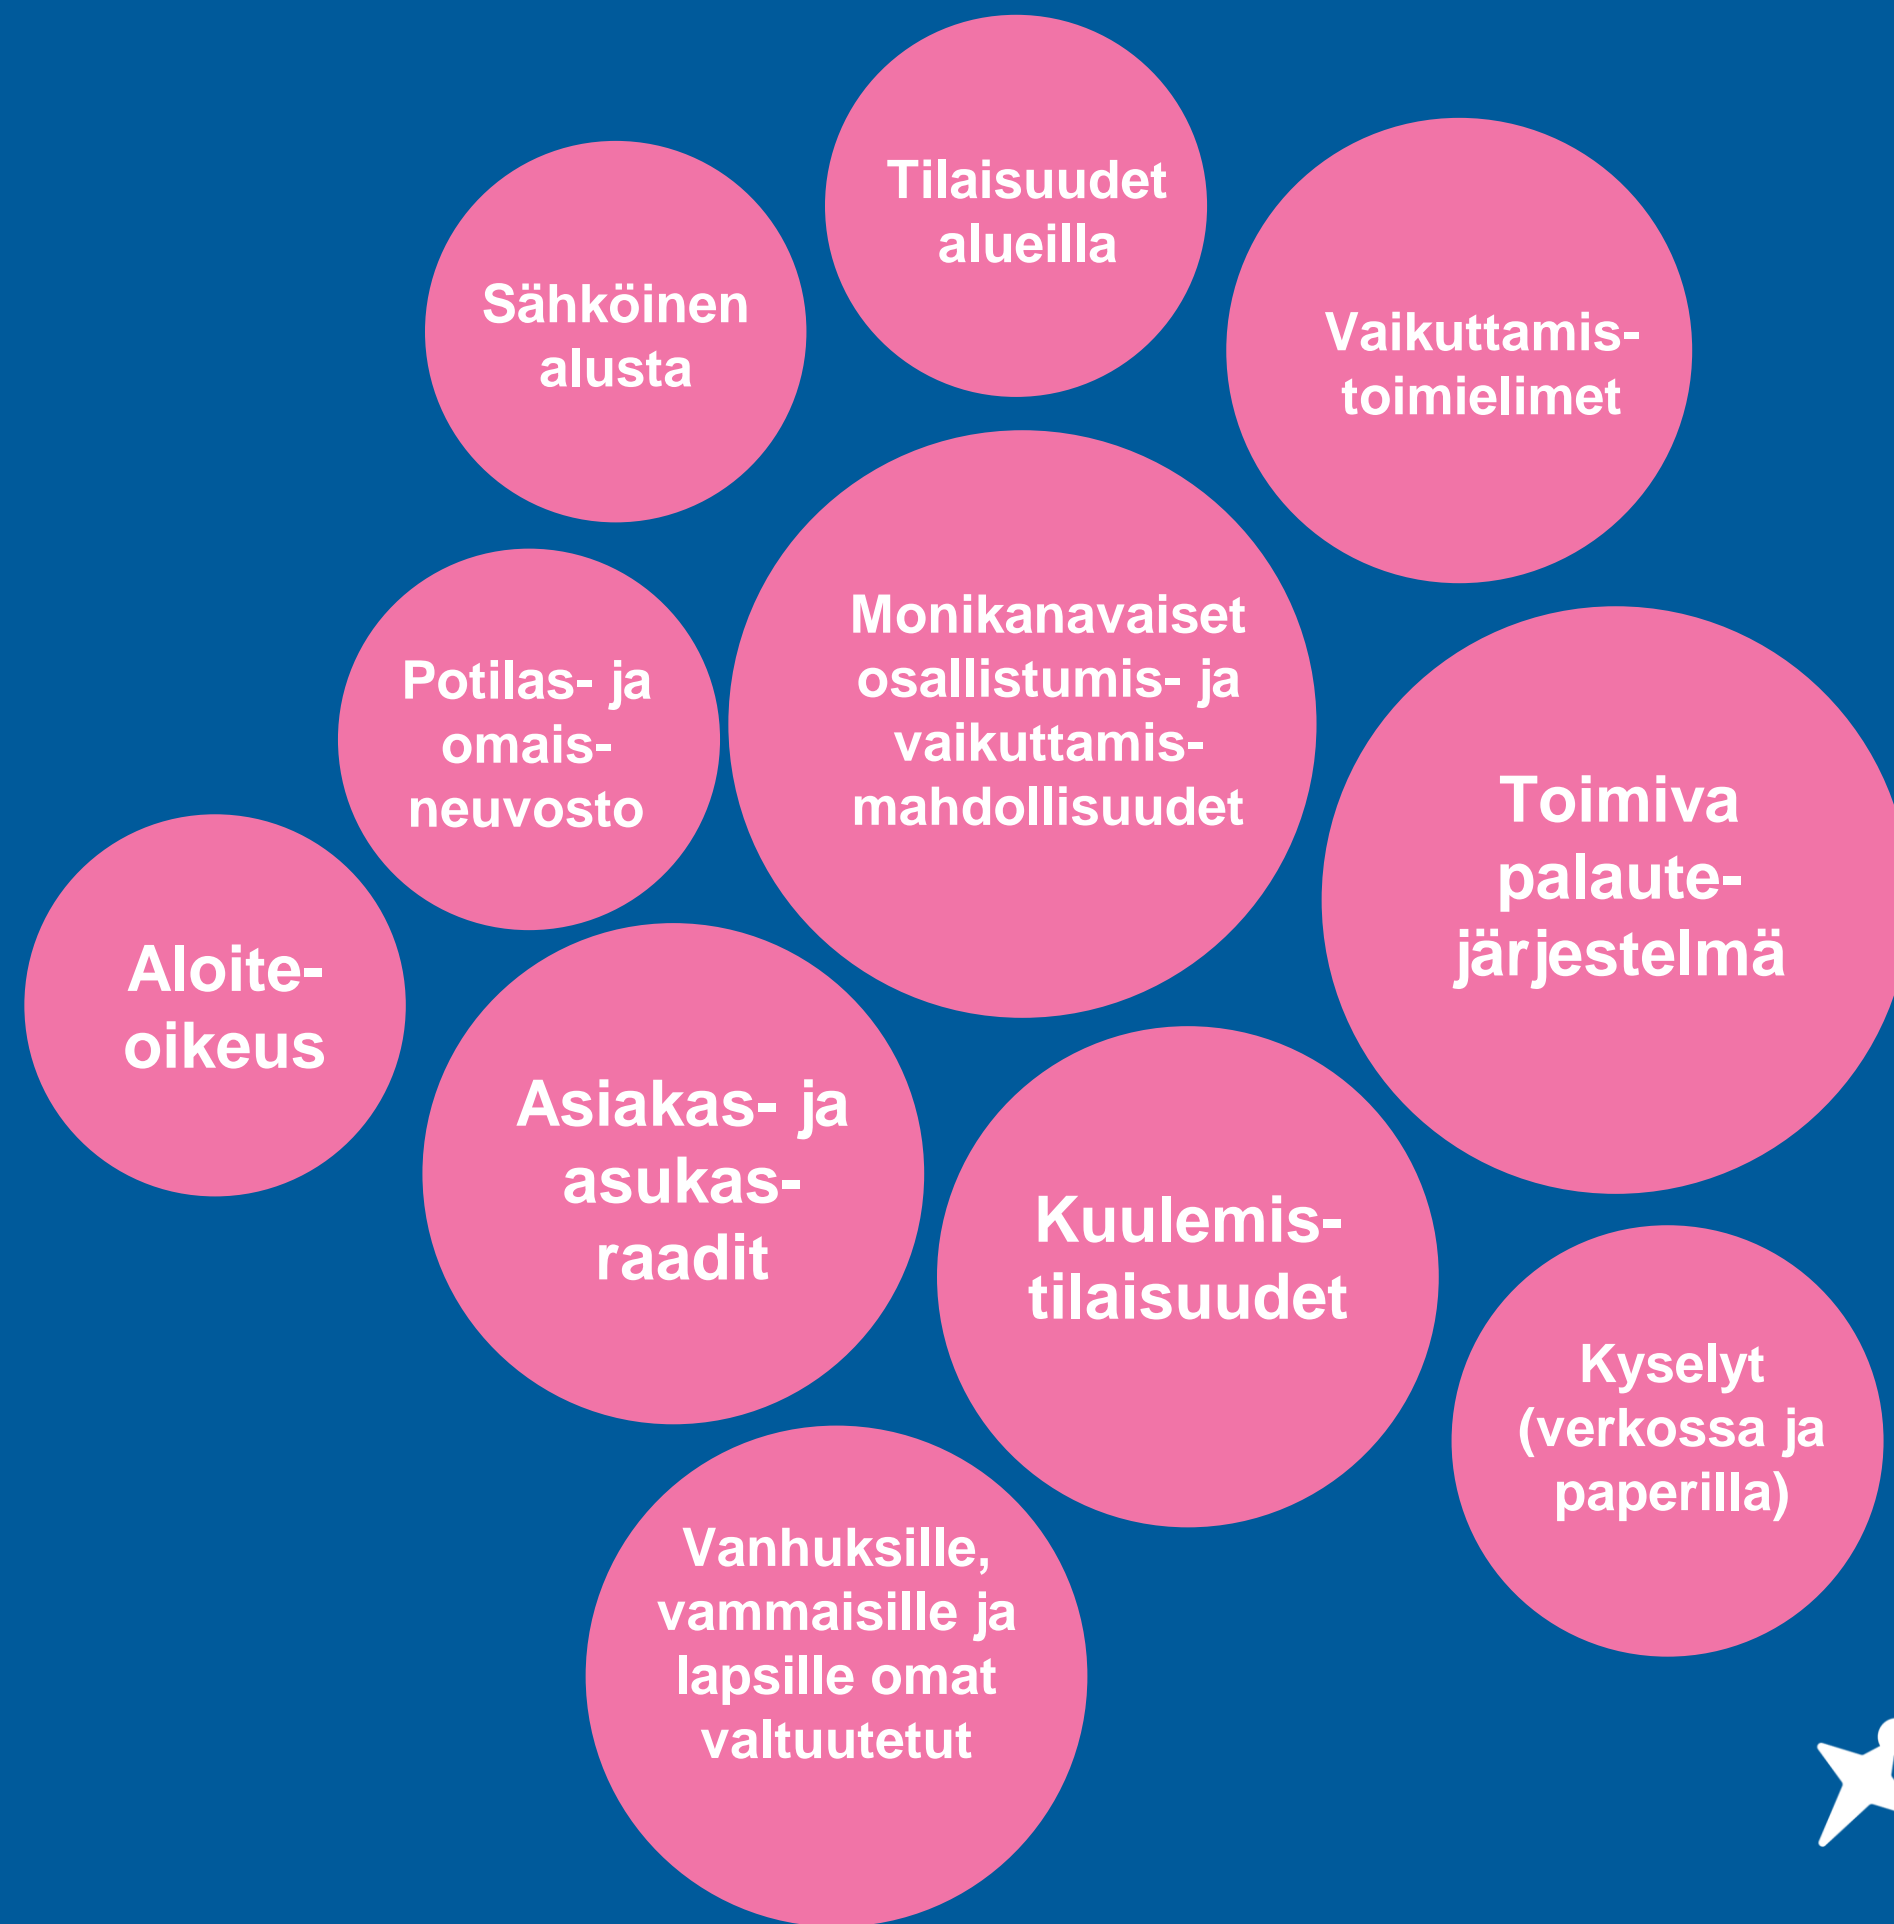 Tilaisuudet
alueilla
Sähköinen
alusta
Vaikuttamis-
toimielimet
Monikanavaiset
osallistumis- ja
vaikuttamis-
mahdollisuudet
Potilas- ja
omais-
neuvosto
Toimiva
palaute-
järjestelmä
Aloite-
oikeus
Asiakas- ja
asukas-
raadit
Kuulemis-
tilaisuudet
Kyselyt
(verkossa ja
paperilla)
Vanhuksille,
vammaisille ja
lapsille omat
valtuutetut